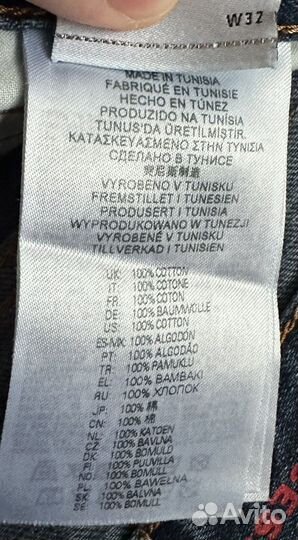 W32
MADE IN TUNISIA
FABRIQUÉ EN TUNISIE
HECHO EN TÚNEZ
PRODUZIDO NA TUNÍSIA
TUNUS'DA ÜRETİLMİŞTİR.
ΚΑΤΑΣΚΕΥΑΣΜΕΝΟ ΣΤΗΝ ΤΥΝΗΣΙΑ
СДЕЛАНО В ТУНИСЕ
突尼斯制造
VYROBENO V TUNISKU
FREMSTILLET I TUNESIEN
PRODUSERT I TUNISIA
WYPRODUKOWANO W TUNEZJI
VYROBENÉ V TUNISKU
TILLVERKAD I TUNISIEN
UK: 100% COTTON
IT: 100% COTONE
FR: 100% COTON
DE: 100% BAUMWOLLE
US: 100% COTTON
ES-MX: 100% ALGODÓN
PT: 100% ALGODÃO
TR: 100% PAMUKLU
EL: 100% ΒΑΜΒΑΚΙ
RU: 100% ХЛОПОК
JP: 100% 棉
CN: 100% 棉
NL: 100% KATOEN
CZ: 100% BAVLNA
DK: 100% BOMULD
FI: 100% PUUVILLA
NO: 100% BOMULL
PL: 100% BAWEŁNA
SK: 100% BAVLNA
SE: 100% BOMULL
Avito